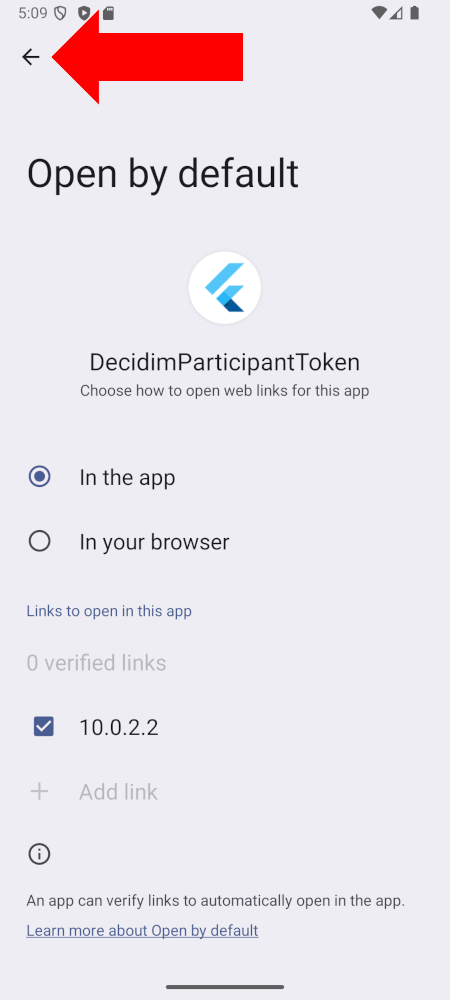 5:09
Open by default
DecidimParticipantToken
Choose how to open web links for this app
In the app
In your browser
Links to open in this app
0 verified links
10.0.2.2
Add link
An app can verify links to automatically open in the app.
Learn more about Open by default